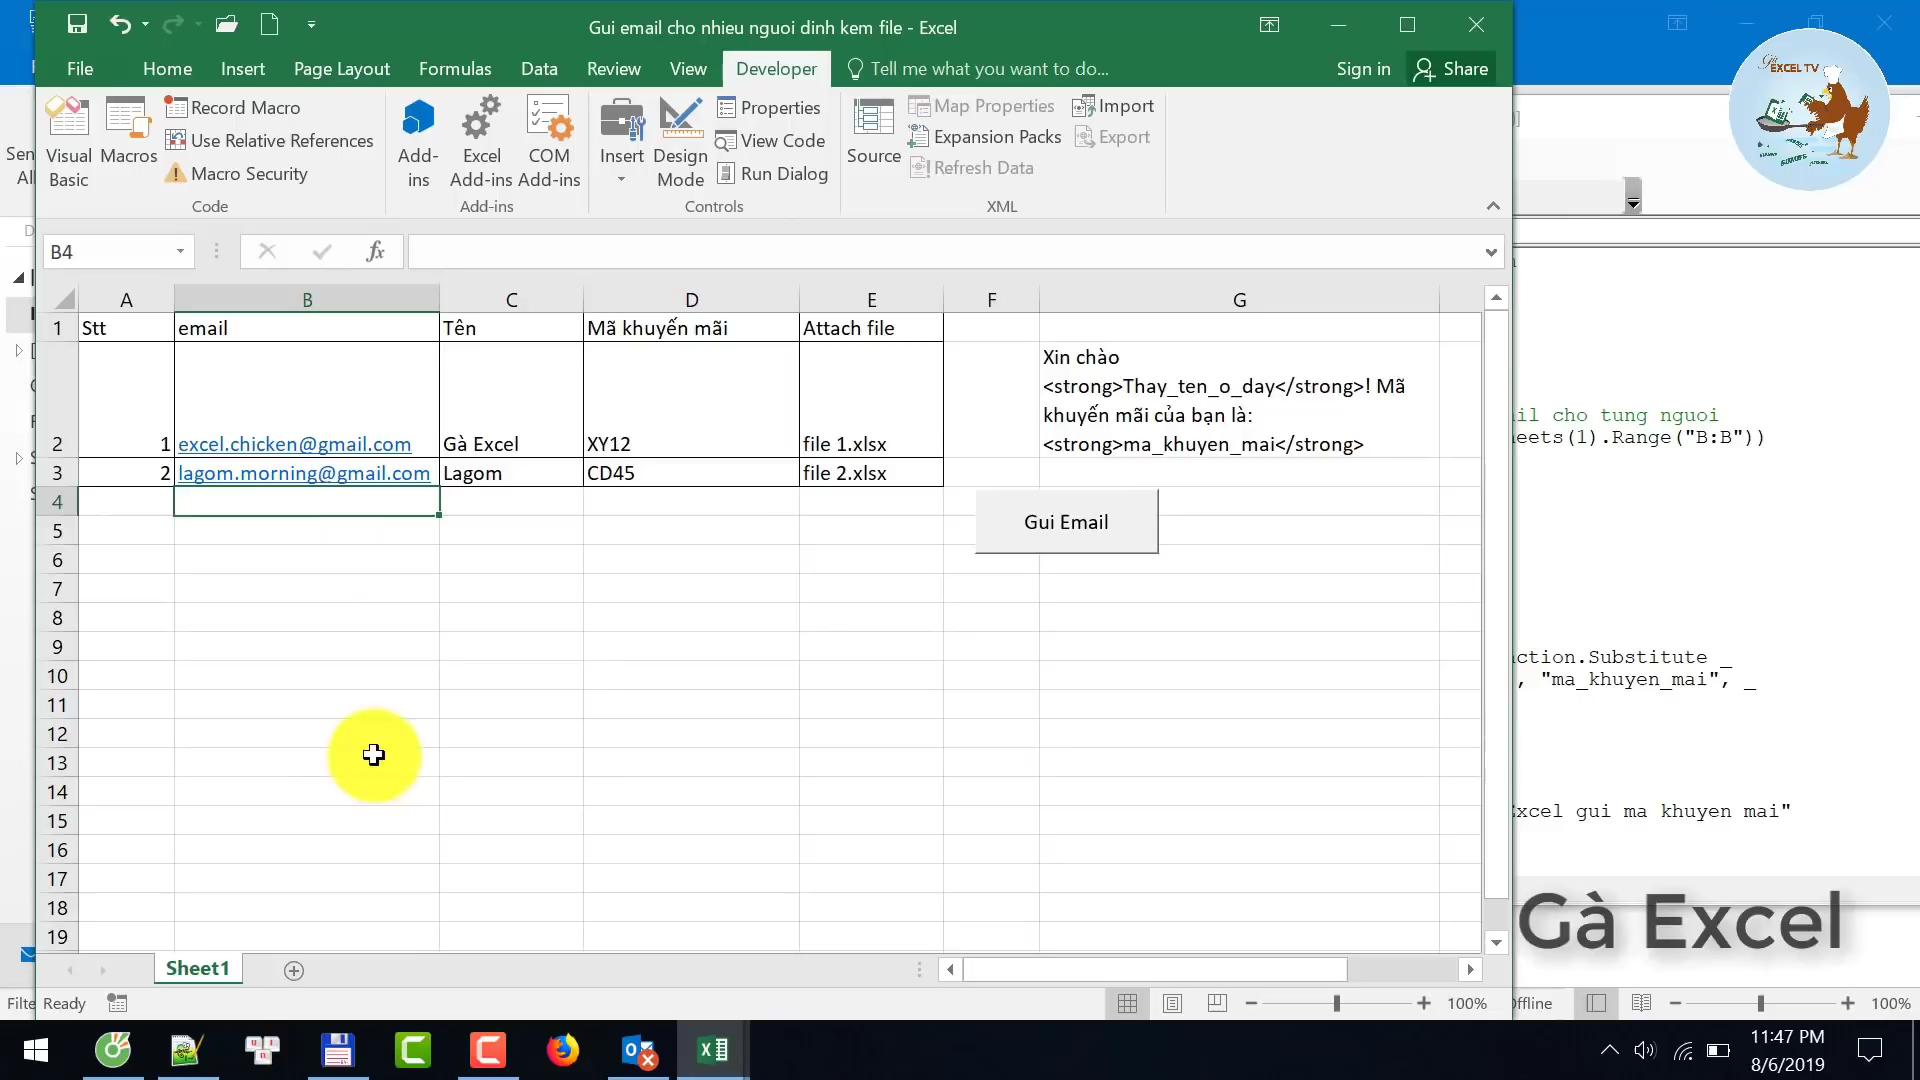 Gui email cho nhieu nguoi dinh kem file - Excel
File Home Insert Page Layout Formulas Data Review View Developer Tell me what you want to do... Sign in Share
Gà EXCEL TV
Visual Basic
Macros
Record Macro
Use Relative References
Macro Security
Code
Add-ins
Excel Add-ins
COM Add-ins
Add-ins
Insert
Design Mode
Properties
View Code
Run Dialog
Controls
Source
Map Properties
Expansion Packs
Refresh Data
Import
Export
XML
B4
fx
A B C D E F G
1 Stt email Tên Mã khuyến mãi Attach file
Xin chào
<strong>Thay_ten_o_day</strong>! Mã
khuyến mãi của bạn là:
<strong>ma_khuyen_mai</strong>
2 1 excel.chicken@gmail.com Gà Excel XY12 file 1.xlsx
3 2 lagom.morning@gmail.com Lagom CD45 file 2.xlsx
4
Gui Email
5
6
7
8
9
10
11
12
13
14
15
16
17
18
19
il cho tung nguoi
eets(1).Range("B:B"))
ction.Substitute _
, "ma_khuyen_mai", _
Excel gui ma khuyen mai"
Gà Excel
Sheet1
Filte Ready 100% ffline 100%
11:47 PM
8/6/2019